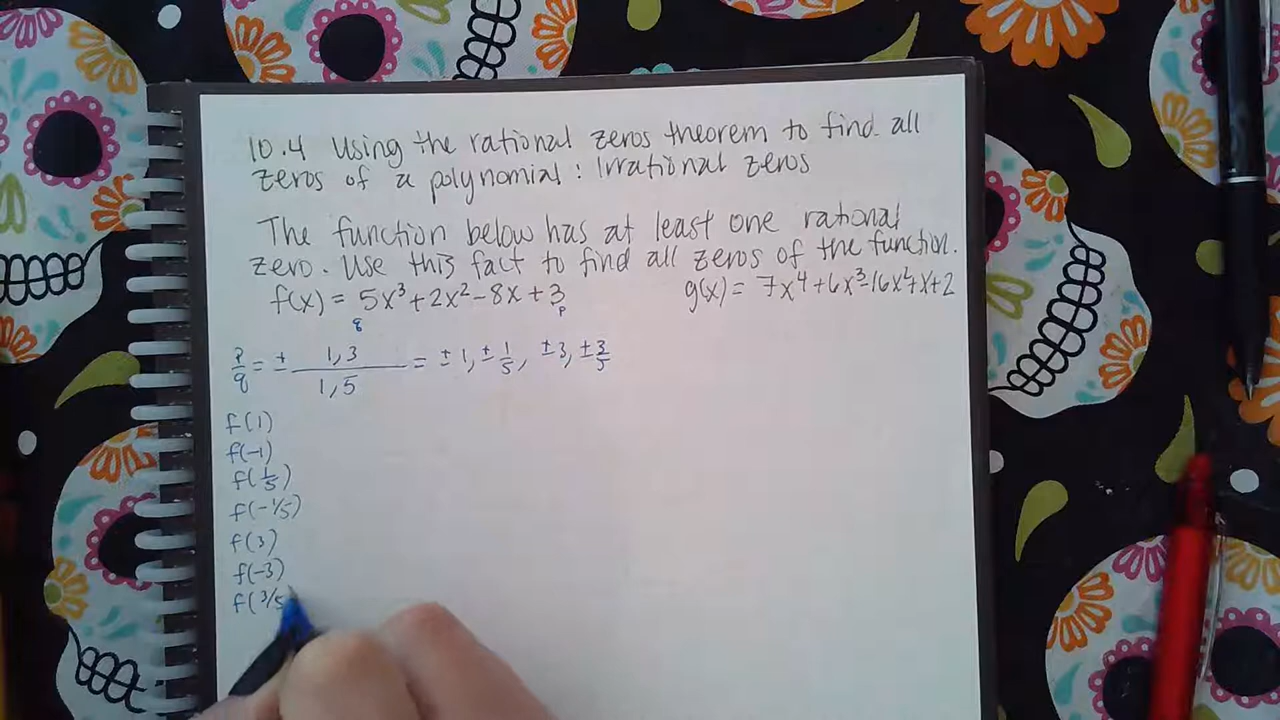 10.4 Using the rational zeros theorem to find all
zeros of a polynomial: Irrational zeros
The function below has at least one rational
zero. Use this fact to find all zeros of the function.
f(x) = 5x³+2x²-8x+3
g(x) = 7x⁴+6x³-16x²+x+2
q
p
p/q = ± 1,3 / 1,5 = ±1, ±1/5, ±3, ±3/5
f(1)
f(-1)
f(1/5)
f(-1/5)
f(3)
f(-3)
f(3/5